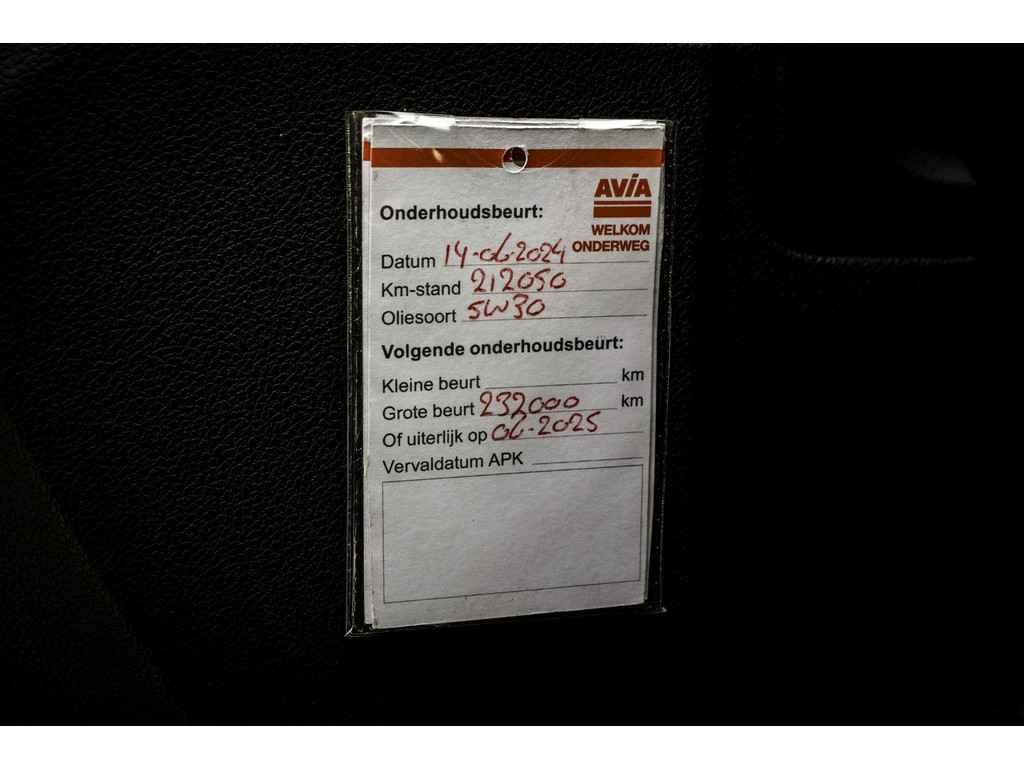 AVIA
WELKOM
ONDERWEG
Onderhoudsbeurt:
Datum 14-06-2024
Km-stand 212050
Oliesoort 5W30
Volgende onderhoudsbeurt:
Kleine beurt km
Grote beurt 232000 km
Of uiterlijk op 06-2025
Vervaldatum APK